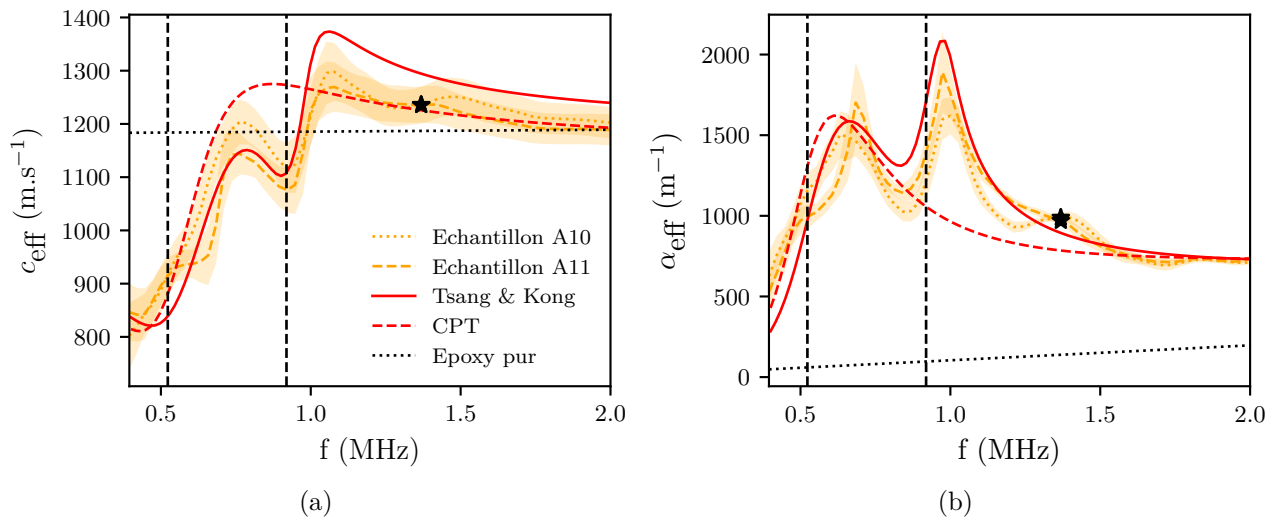 1400
1300
1200
1100
1000
900
800
c_eff (m.s⁻¹)
0.5 1.0 1.5 2.0
f (MHz)
Echantillon A10
Echantillon A11
Tsang & Kong
CPT
Epoxy pur
(a)
2000
1500
1000
500
0
α_eff (m⁻¹)
0.5 1.0 1.5 2.0
f (MHz)
(b)